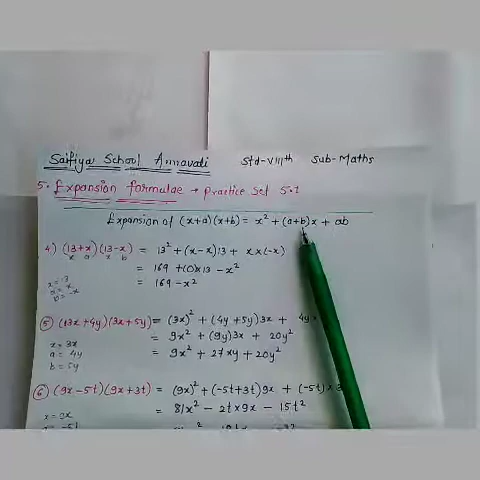 Saifiya School Amravati Std-VIIIth Sub-Maths
5. Expansion formulae → practice Set 5.1
Expansion of (x+a)(x+b) = x² + (a+b)x + ab
4) (13+x)(13-x) = 13² + (x-x)13 + x×(-x)
x a x b
= 169 + (0)×13 - x²
x = 13
a = x
b = -x
= 169 - x²
⑤ (13x+4y)(3x+5y) = (3x)² + (4y+5y)3x + 4y×
= 9x² + (9y)3x + 20y²
x = 3x
a = 4y
b = 5y
= 9x² + 27xy + 20y²
⑥ (9x-5t)(9x+3t) = (9x)² + (-5t+3t)9x + (-5t)×3
= 81x² - 2t×9x - 15t²
x = 9x
a = -5t